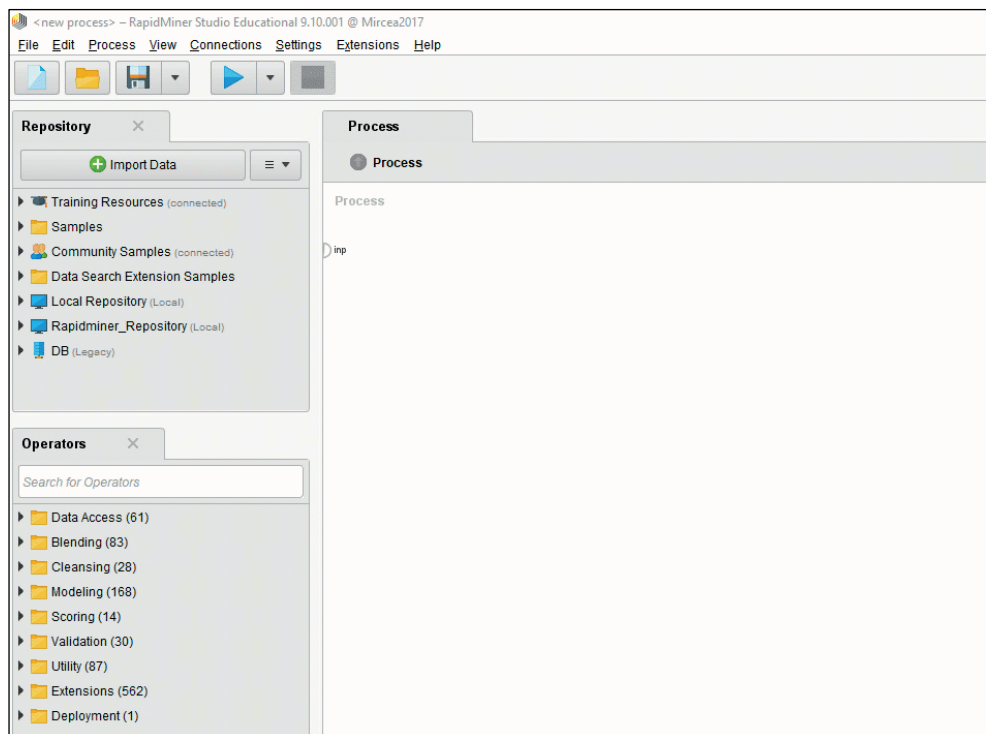 <new process> – RapidMiner Studio Educational 9.10.001 @ Mircea2017
File Edit Process View Connections Settings Extensions Help
Repository
Import Data
Training Resources (connected)
Samples
Community Samples (connected)
Data Search Extension Samples
Local Repository (Local)
Rapidminer_Repository (Local)
DB (Legacy)
Operators
Search for Operators
Data Access (61)
Blending (83)
Cleansing (28)
Modeling (168)
Scoring (14)
Validation (30)
Utility (87)
Extensions (562)
Deployment (1)
Process
Process
Process
inp